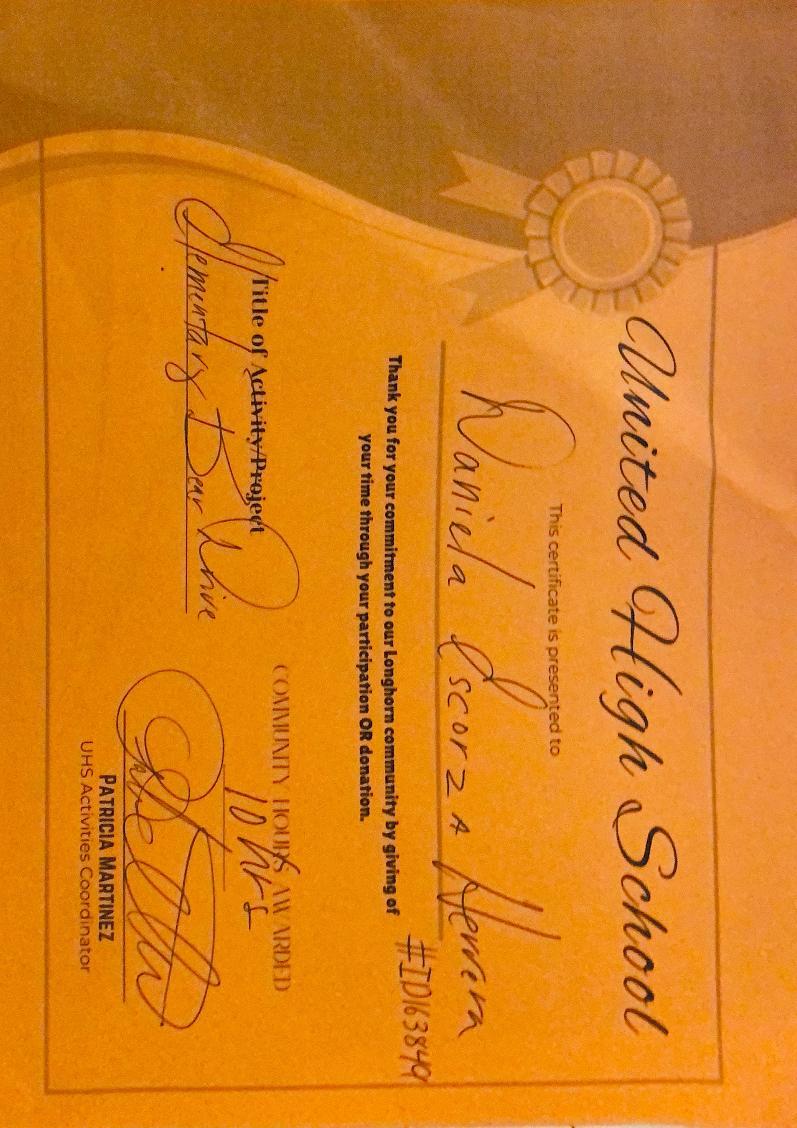 United High School
This certificate is presented to
Daniela Escorza Herrera
#ID163849
Thank you for your commitment to our Longhorn community by giving of
your time through your participation OR donation.
Title of Activity/Project
Elementary Bear Drive
COMMUNITY HOURS AWARDED
10 hrs
PATRICIA MARTINEZ
UHS Activities Coordinator